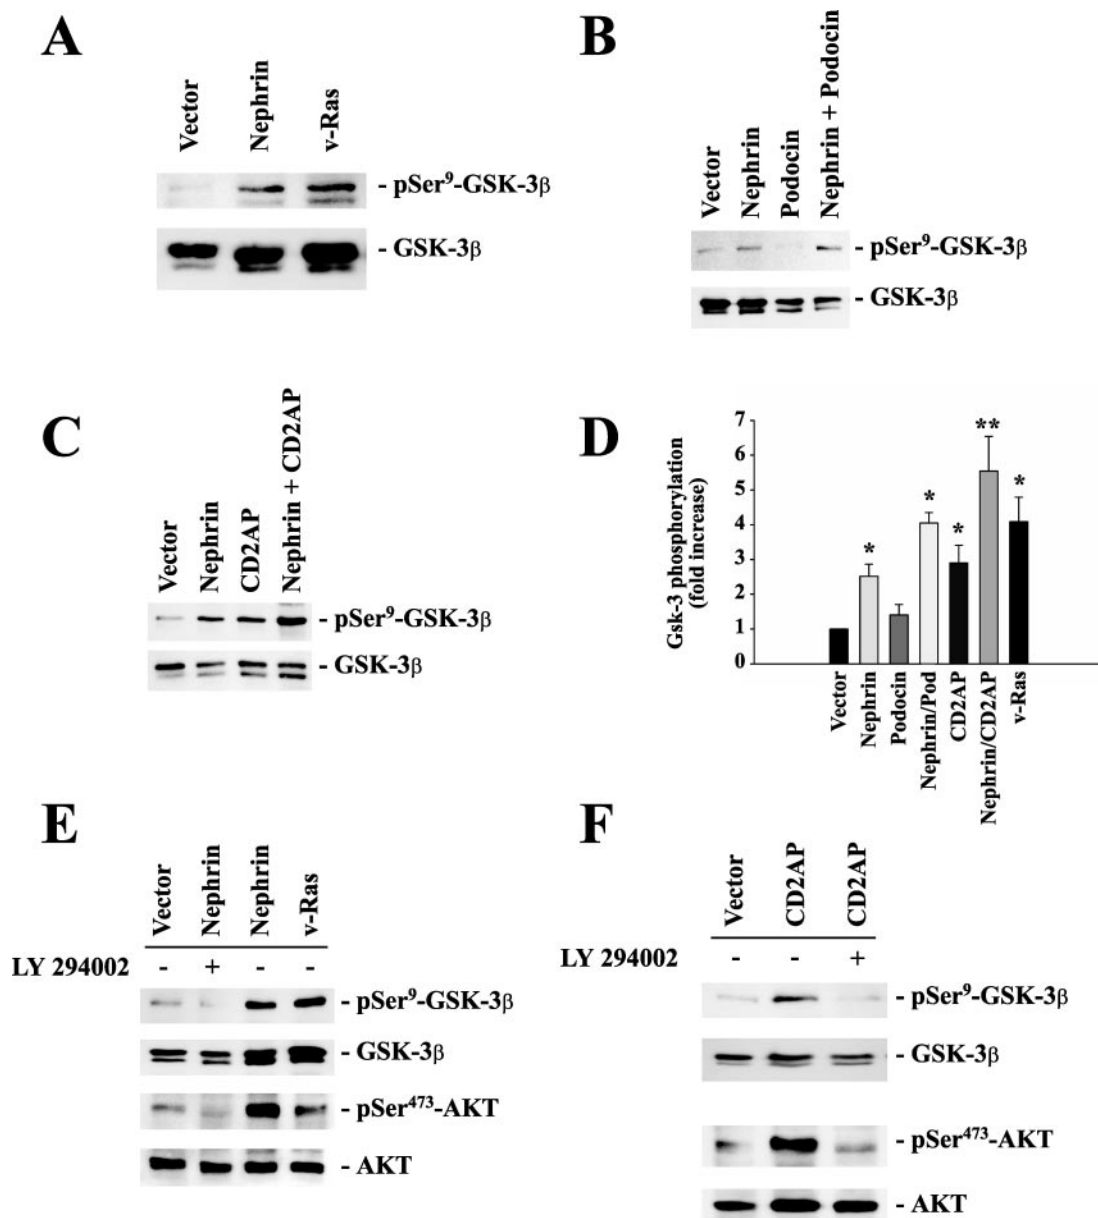 A
Vector
Nephrin
v-Ras
- pSer⁹-GSK-3β
- GSK-3β
B
Vector
Nephrin
Podocin
Nephrin + Podocin
- pSer⁹-GSK-3β
- GSK-3β
C
Vector
Nephrin
CD2AP
Nephrin + CD2AP
- pSer⁹-GSK-3β
- GSK-3β
D
Gsk-3 phosphorylation
(fold increase)
7
6
5
4
3
2
1
0
*
*
*
**
*
Vector
Nephrin
Podocin
Nephrin/Pod
CD2AP
Nephrin/CD2AP
v-Ras
E
Vector
Nephrin
Nephrin
v-Ras
LY 294002 - + - -
- pSer⁹-GSK-3β
- GSK-3β
- pSer⁴⁷³-AKT
- AKT
F
Vector
CD2AP
CD2AP
LY 294002 - - +
- pSer⁹-GSK-3β
- GSK-3β
- pSer⁴⁷³-AKT
- AKT